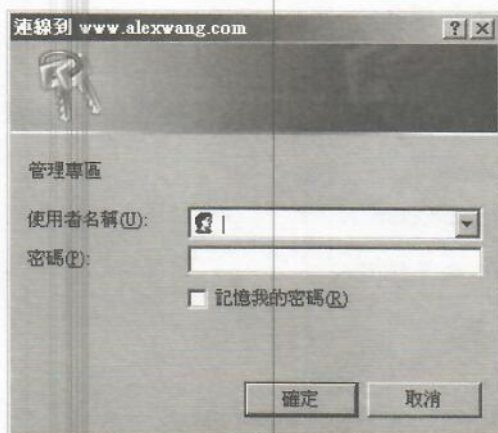 連線到 www.alexwang.com
管理專區
使用者名稱(U):
密碼(P):
記憶我的密碼(R)
確定
取消